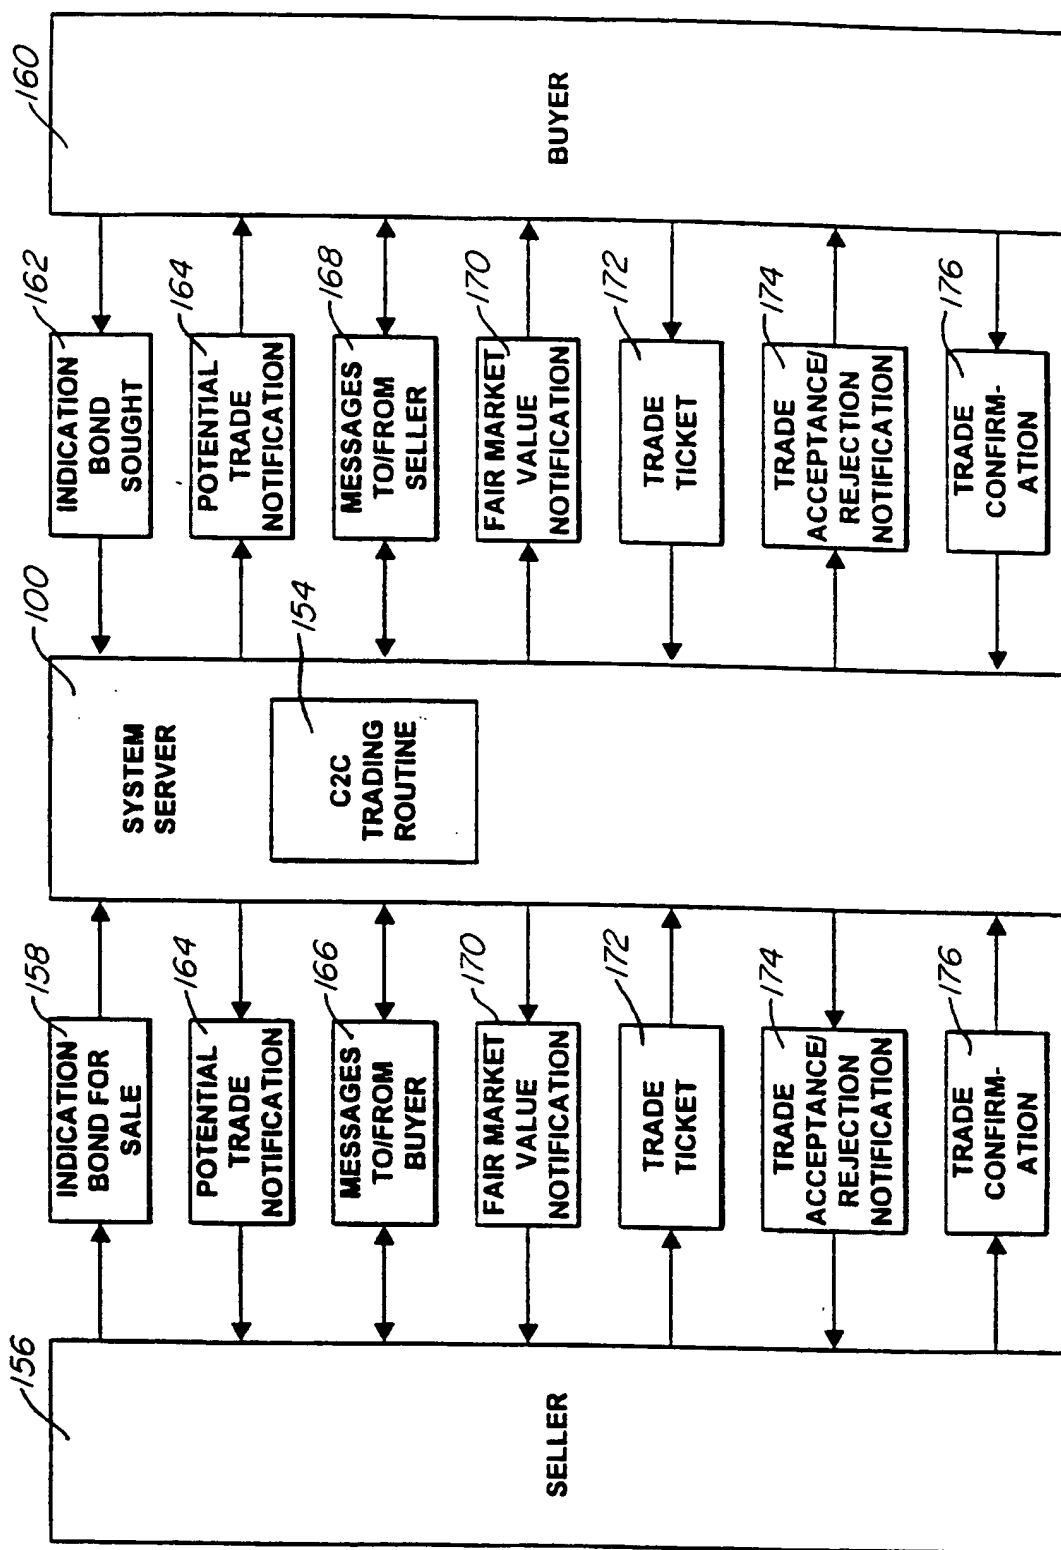 156
SELLER
158
INDICATION
BOND FOR
SALE
164
POTENTIAL
TRADE
NOTIFICATION
166
MESSAGES
TO/FROM
BUYER
170
FAIR MARKET
VALUE
NOTIFICATION
172
TRADE
TICKET
174
TRADE
ACCEPTANCE/
REJECTION
NOTIFICATION
176
TRADE
CONFIRM-
ATION
100
SYSTEM
SERVER
154
C2C
TRADING
ROUTINE
162
INDICATION
BOND
SOUGHT
164
POTENTIAL
TRADE
NOTIFICATION
168
MESSAGES
TO/FROM
SELLER
170
FAIR MARKET
VALUE
NOTIFICATION
172
TRADE
TICKET
174
TRADE
ACCEPTANCE/
REJECTION
NOTIFICATION
176
TRADE
CONFIRM-
ATION
160
BUYER